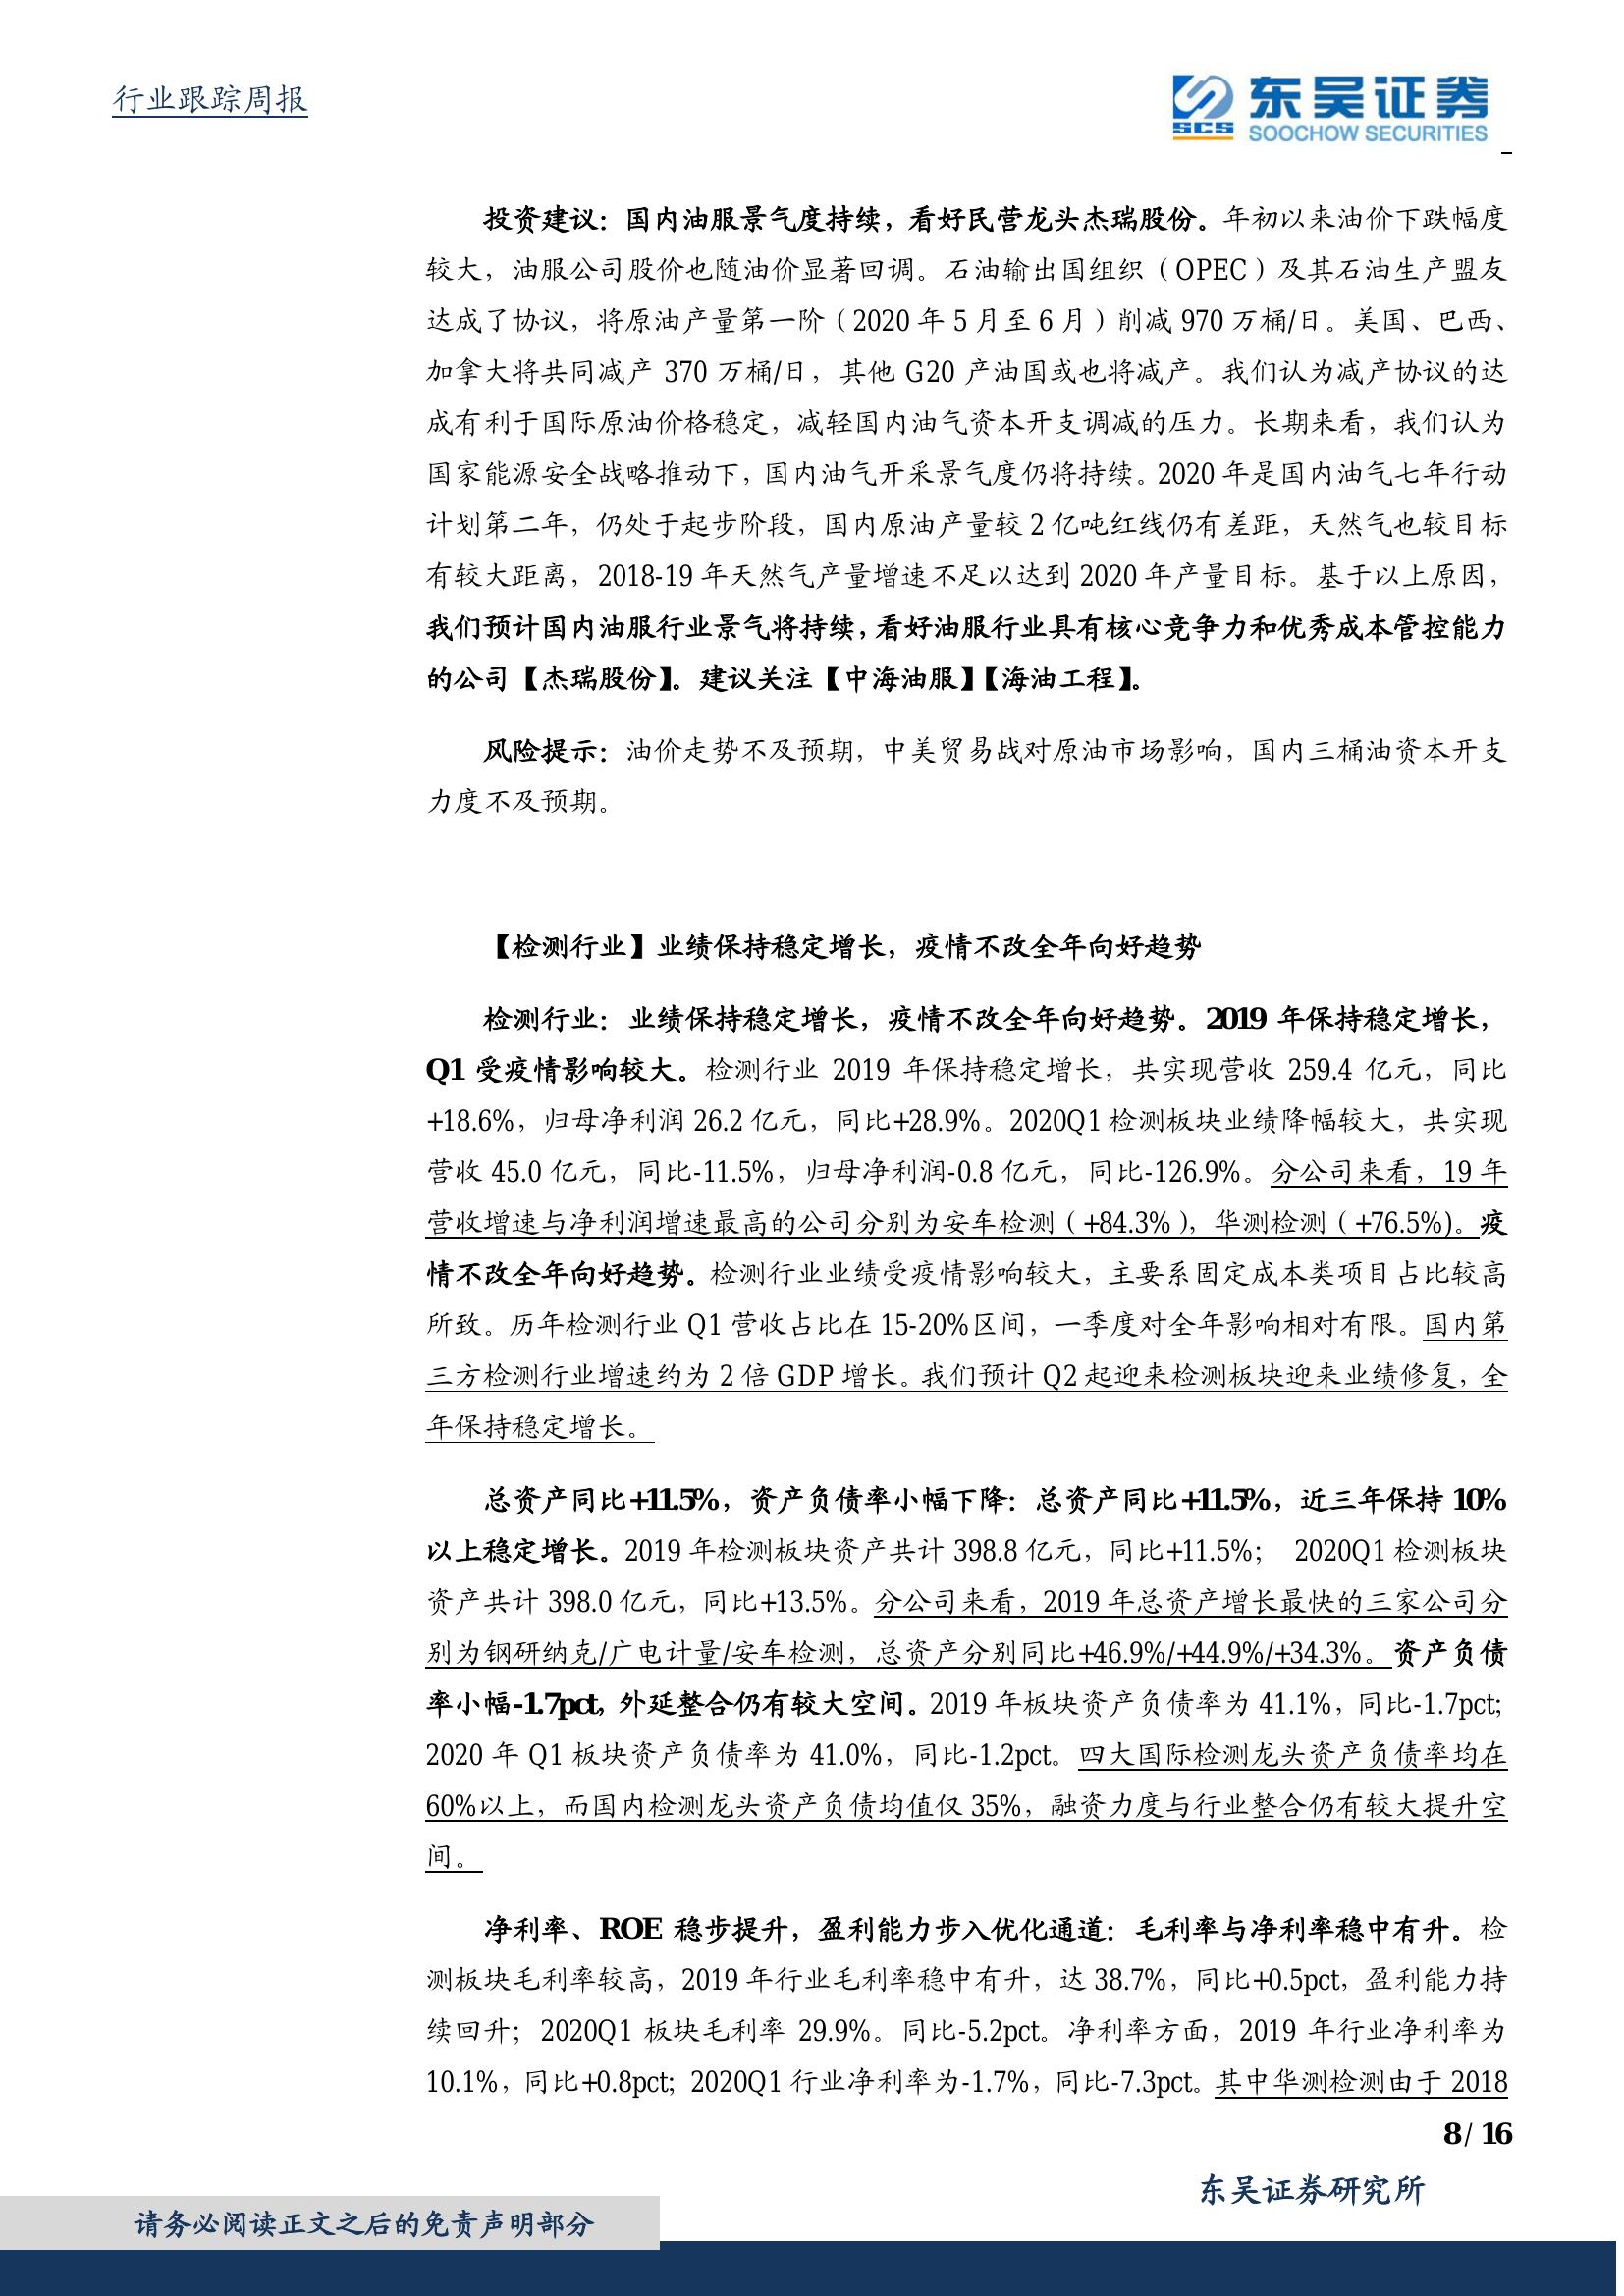 行业跟踪周报
SCS
东吴证券
SOOCHOW SECURITIES
投资建议：国内油服景气度持续，看好民营龙头杰瑞股份。年初以来油价下跌幅度
较大，油服公司股价也随油价显著回调。石油输出国组织（OPEC）及其石油生产盟友
达成了协议，将原油产量第一阶（2020 年 5 月至 6 月）削减 970 万桶/日。美国、巴西、
加拿大将共同减产 370 万桶/日，其他 G20 产油国或也将减产。我们认为减产协议的达
成有利于国际原油价格稳定，减轻国内油气资本开支调减的压力。长期来看，我们认为
国家能源安全战略推动下，国内油气开采景气度仍将持续。2020 年是国内油气七年行动
计划第二年，仍处于起步阶段，国内原油产量较 2 亿吨红线仍有差距，天然气也较目标
有较大距离，2018-19 年天然气产量增速不足以达到 2020 年产量目标。基于以上原因，
我们预计国内油服行业景气将持续，看好油服行业具有核心竞争力和优秀成本管控能力
的公司【杰瑞股份】。建议关注【中海油服】【海油工程】。
风险提示：油价走势不及预期，中美贸易战对原油市场影响，国内三桶油资本开支
力度不及预期。
【检测行业】业绩保持稳定增长，疫情不改全年向好趋势
检测行业：业绩保持稳定增长，疫情不改全年向好趋势。2019 年保持稳定增长，
Q1 受疫情影响较大。检测行业 2019 年保持稳定增长，共实现营收 259.4 亿元，同比
+18.6%，归母净利润 26.2 亿元，同比+28.9%。2020Q1 检测板块业绩降幅较大，共实现
营收 45.0 亿元，同比-11.5%，归母净利润-0.8 亿元，同比-126.9%。分公司来看，19 年
营收增速与净利润增速最高的公司分别为安车检测（+84.3%），华测检测（+76.5%)。疫
情不改全年向好趋势。检测行业业绩受疫情影响较大，主要系固定成本类项目占比较高
所致。历年检测行业 Q1 营收占比在 15-20%区间，一季度对全年影响相对有限。国内第
三方检测行业增速约为 2 倍 GDP 增长。我们预计 Q2 起迎来检测板块迎来业绩修复，全
年保持稳定增长。
总资产同比+11.5%，资产负债率小幅下降：总资产同比+11.5%，近三年保持 10%
以上稳定增长。2019 年检测板块资产共计 398.8 亿元，同比+11.5%； 2020Q1 检测板块
资产共计 398.0 亿元，同比+13.5%。分公司来看，2019 年总资产增长最快的三家公司分
别为钢研纳克/广电计量/安车检测，总资产分别同比+46.9%/+44.9%/+34.3%。资产负债
率小幅-1.7pct，外延整合仍有较大空间。2019 年板块资产负债率为 41.1%，同比-1.7pct；
2020 年 Q1 板块资产负债率为 41.0%，同比-1.2pct。四大国际检测龙头资产负债率均在
60%以上，而国内检测龙头资产负债均值仅 35%，融资力度与行业整合仍有较大提升空
间。
净利率、ROE 稳步提升，盈利能力步入优化通道：毛利率与净利率稳中有升。检
测板块毛利率较高，2019 年行业毛利率稳中有升，达 38.7%，同比+0.5pct，盈利能力持
续回升；2020Q1 板块毛利率 29.9%。同比-5.2pct。净利率方面，2019 年行业净利率为
10.1%，同比+0.8pct；2020Q1 行业净利率为-1.7%，同比-7.3pct。其中华测检测由于 2018
8 / 16
东吴证券研究所
请务必阅读正文之后的免责声明部分